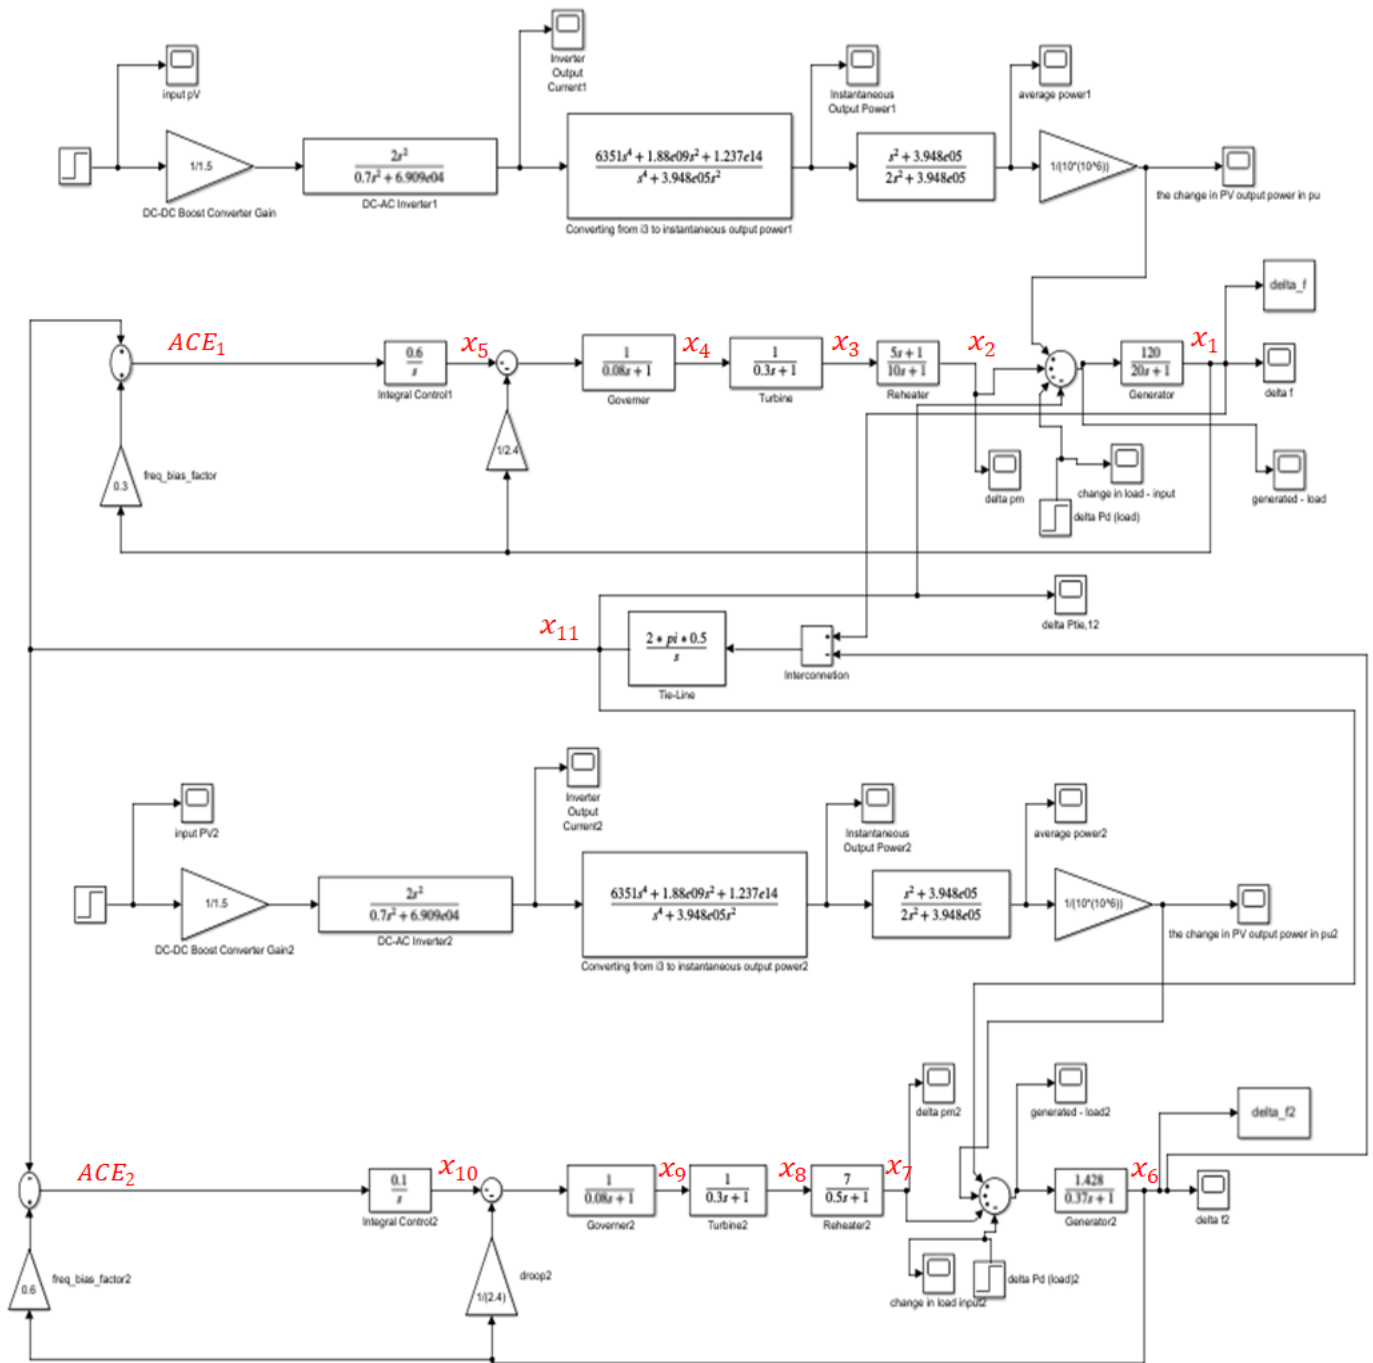 Inverter
Output
Current1
input pV
Instantaneous
Output Power1
average power1
1/1.5
2s²
0.7s² + 6.909e04
6351s⁴ + 1.88e09s² + 1.237e14
s⁴ + 3.948e05s²
s² + 3.948e05
2s² + 3.948e05
1/(10*(10^6))
the change in PV output power in pu
DC-DC Boost Converter Gain
DC-AC Inverter1
Converting from i3 to instantaneous output power1
delta_f
ACE₁
0.6
s
Integral Control1
x₅
1
0.08s + 1
Governer
x₄
1
0.3s + 1
Turbine
x₃
5s + 1
10s + 1
Reheater
x₂
120
20s + 1
Generator
x₁
delta f
1/2.4
freq_bias_factor
0.3
delta pm
change in load - input
generated - load
delta Pd (load)
delta Ptie,12
x₁₁
2 * pi * 0.5
s
Tie-Line
Interconnetion
Inverter
Output
Current2
input PV2
Instantaneous
Output Power2
average power2
1/1.5
2s²
0.7s² + 6.909e04
6351s⁴ + 1.88e09s² + 1.237e14
s⁴ + 3.948e05s²
s² + 3.948e05
2s² + 3.948e05
1/(10*(10^6))
the change in PV output power in pu2
DC-DC Boost Converter Gain2
DC-AC Inverter2
Converting from i3 to instantaneous output power2
delta pm2
generated - load2
delta_f2
ACE₂
0.1
s
Integral Control2
x₁₀
1
0.08s + 1
Governer2
x₉
1
0.3s + 1
Turbine2
x₈
7
0.5s + 1
Reheater2
x₇
1.428
0.37s + 1
Generator2
x₆
delta f2
freq_bias_factor2
0.6
droop2
1/(2.4)
delta Pd (load)2
change in load input2